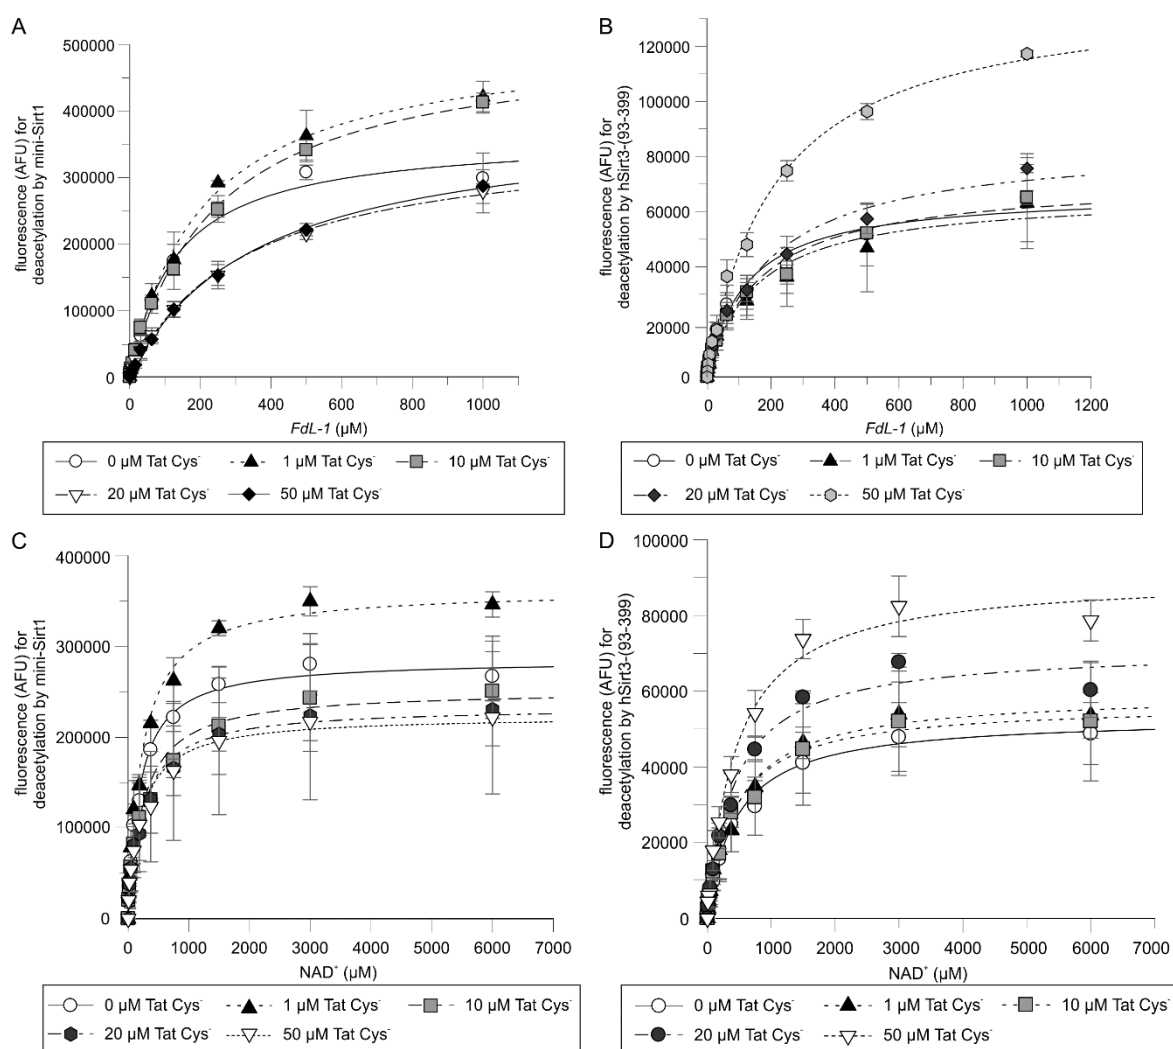 A
fluorescence (AFU) for
deacetylation by mini-Sirt1
500000
400000
300000
200000
100000
0
0 200 400 600 800 1000
FdL-1 (µM)
0 µM Tat Cys⁻ 1 µM Tat Cys⁻ 10 µM Tat Cys⁻
20 µM Tat Cys⁻ 50 µM Tat Cys⁻
B
fluorescence (AFU) for
deacetylation by hSirt3-(93-399)
120000
100000
80000
60000
40000
20000
0
0 200 400 600 800 1000 1200
FdL-1 (µM)
0 µM Tat Cys⁻ 1 µM Tat Cys⁻ 10 µM Tat Cys⁻
20 µM Tat Cys⁻ 50 µM Tat Cys⁻
C
fluorescence (AFU) for
deacetylation by mini-Sirt1
400000
300000
200000
100000
0
0 1000 2000 3000 4000 5000 6000 7000
NAD⁺ (µM)
0 µM Tat Cys⁻ 1 µM Tat Cys⁻ 10 µM Tat Cys⁻
20 µM Tat Cys⁻ 50 µM Tat Cys⁻
D
fluorescence (AFU) for
deacetylation by hSirt3-(93-399)
100000
80000
60000
40000
20000
0
0 1000 2000 3000 4000 5000 6000 7000
NAD⁺ (µM)
0 µM Tat Cys⁻ 1 µM Tat Cys⁻ 10 µM Tat Cys⁻
20 µM Tat Cys⁻ 50 µM Tat Cys⁻